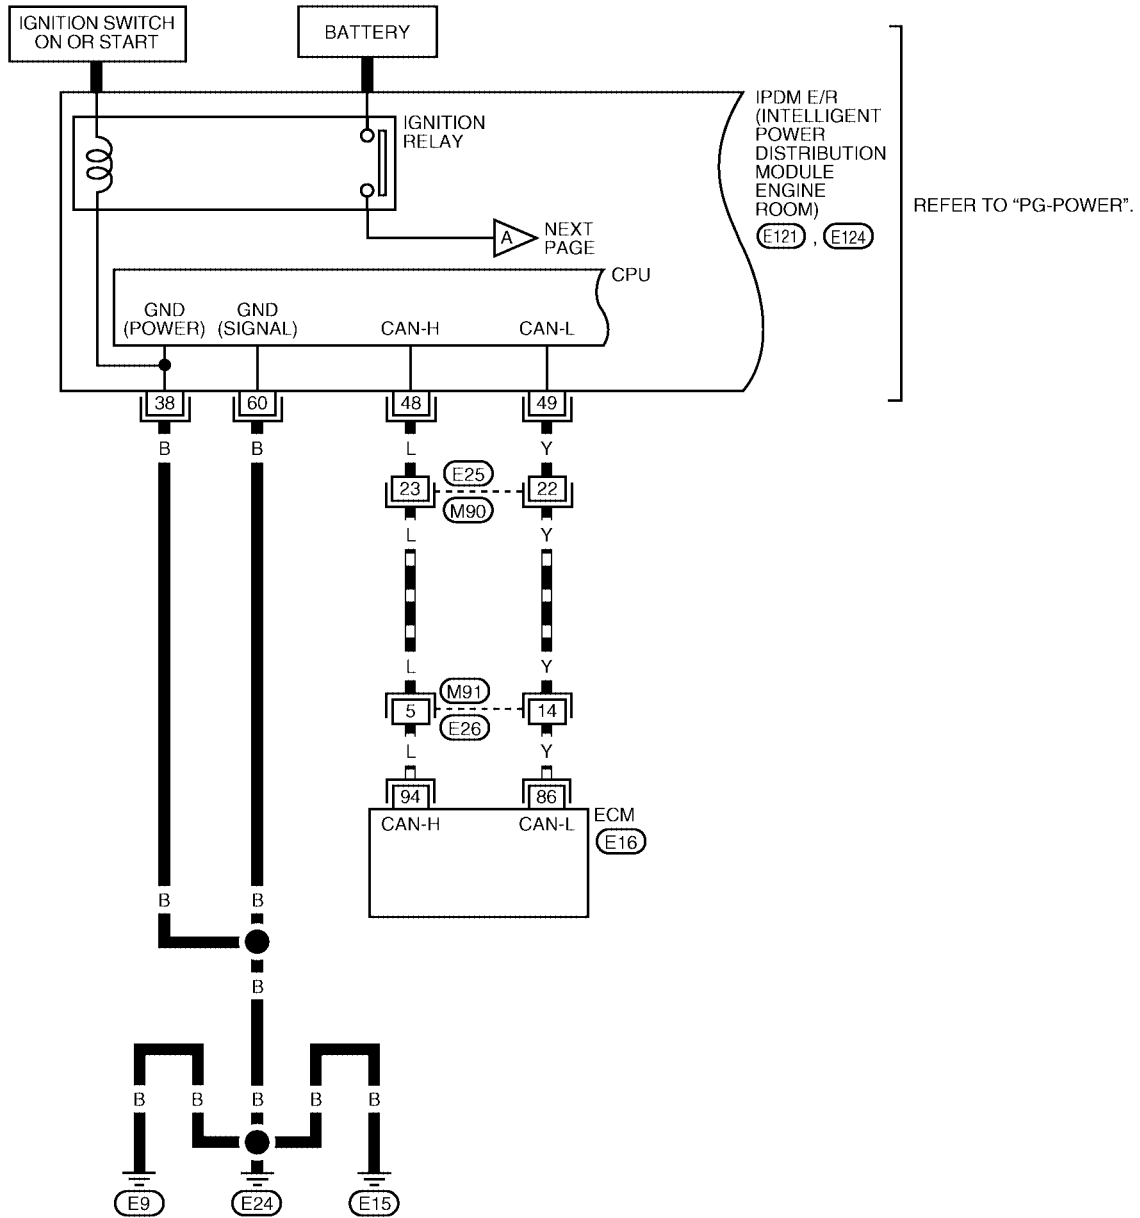 IGNITION SWITCH
ON OR START
BATTERY
IGNITION
RELAY
IPDM E/R
(INTELLIGENT
POWER
DISTRIBUTION
MODULE
ENGINE
ROOM)
E121 , E124
REFER TO “PG-POWER”.
A
NEXT
PAGE
CPU
GND
(POWER)
GND
(SIGNAL)
CAN-H
CAN-L
38
60
48
49
B
B
L
Y
23
E25
22
M90
L
Y
L
Y
M91
5
14
E26
L
Y
94
86
CAN-H
CAN-L
ECM
E16
B
B
B
B
B
B
B
B
E9
E24
E15